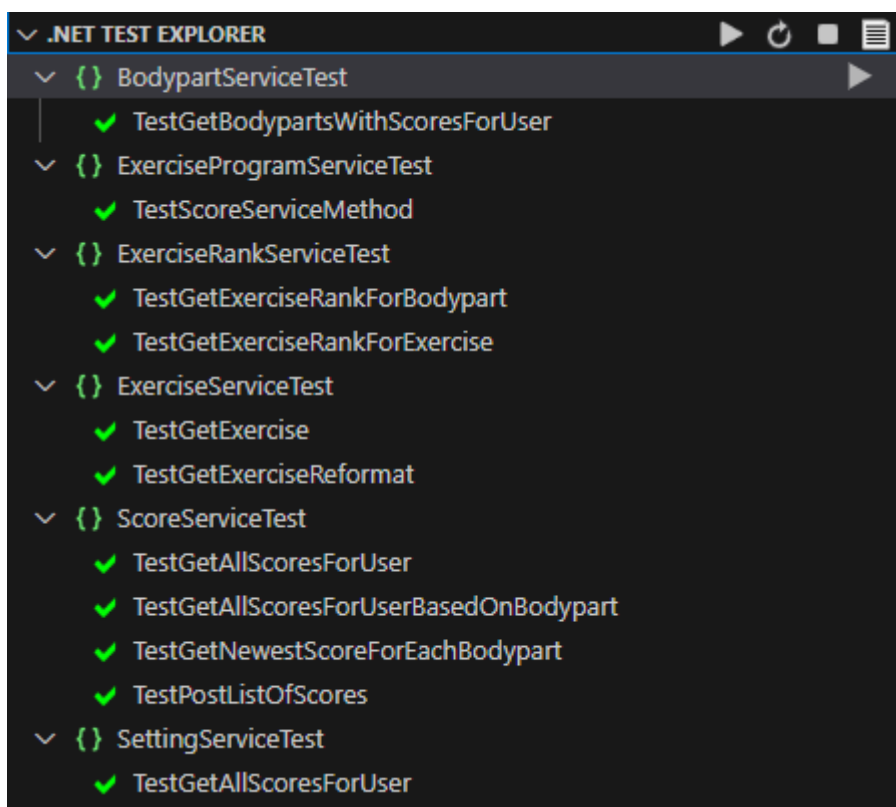 .NET TEST EXPLORER
{} BodypartServiceTest
TestGetBodypartsWithScoresForUser
{} ExerciseProgramServiceTest
TestScoreServiceMethod
{} ExerciseRankServiceTest
TestGetExerciseRankForBodypart
TestGetExerciseRankForExercise
{} ExerciseServiceTest
TestGetExercise
TestGetExerciseReformat
{} ScoreServiceTest
TestGetAllScoresForUser
TestGetAllScoresForUserBasedOnBodypart
TestGetNewestScoreForEachBodypart
TestPostListOfScores
{} SettingServiceTest
TestGetAllScoresForUser